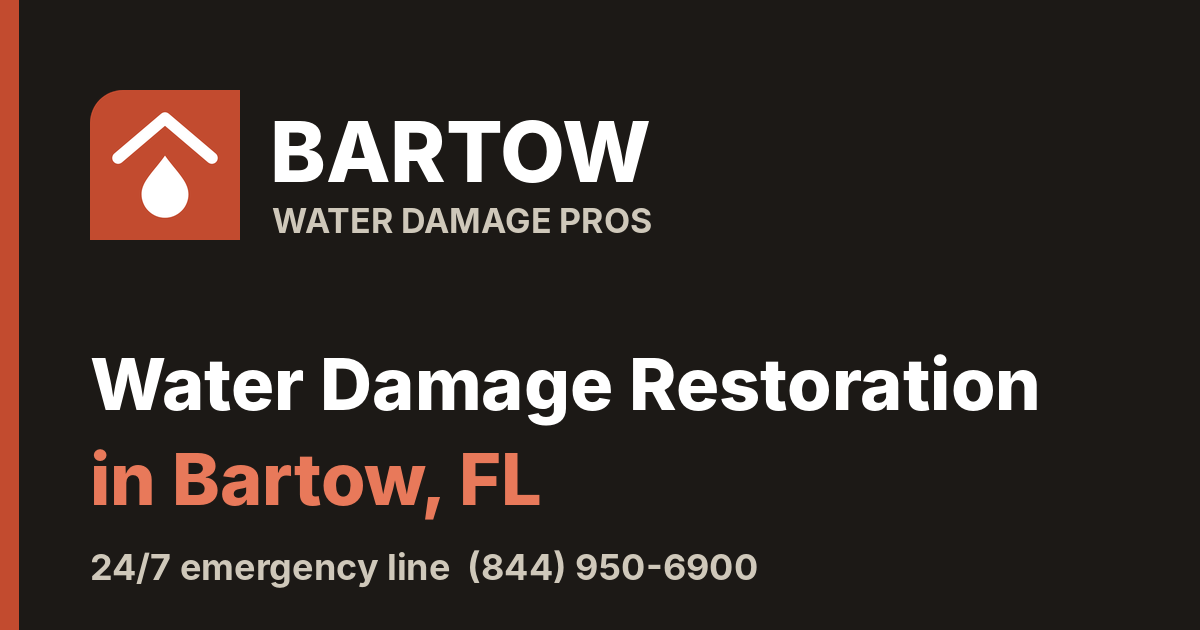 BARTOW
WATER DAMAGE PROS
Water Damage Restoration
in Bartow, FL
24/7 emergency line (844) 950-6900